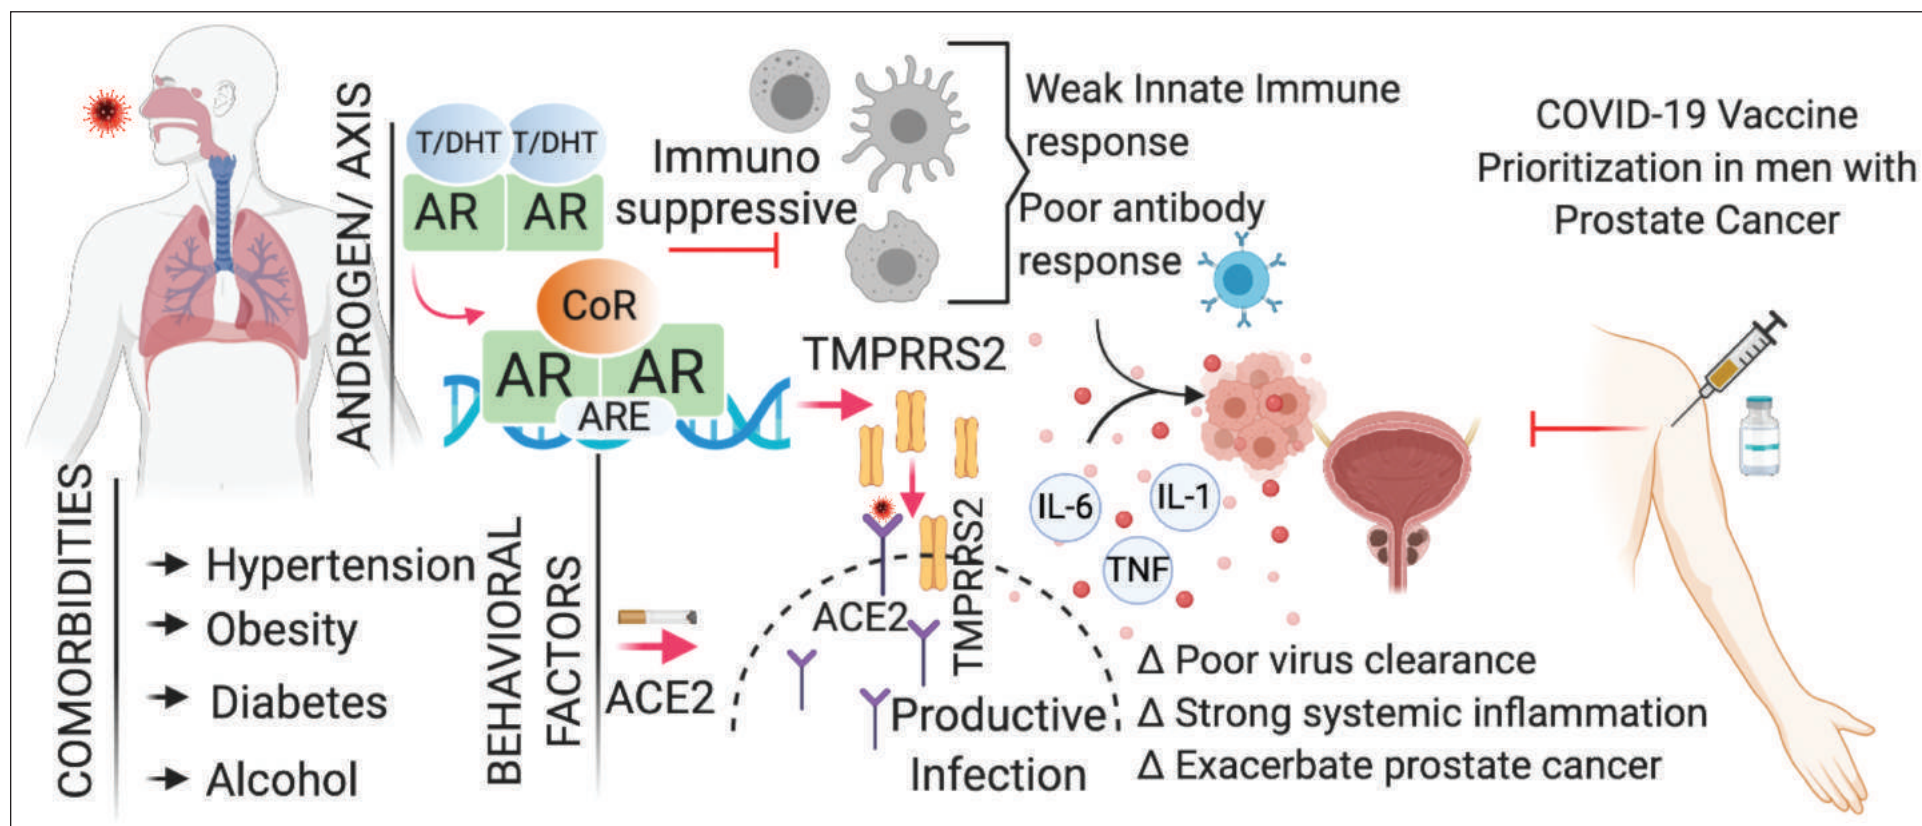 ANDROGEN/ AXIS
T/DHT T/DHT
AR AR
Immuno
suppressive
Weak Innate Immune
response
Poor antibody
response
COVID-19 Vaccine
Prioritization in men with
Prostate Cancer
CoR
AR AR
ARE
TMPRRS2
COMORBIDITIES
Hypertension
Obesity
Diabetes
Alcohol
BEHAVIORAL
FACTORS
ACE2
ACE2
TMPRRS2
Productive
Infection
IL-6
IL-1
TNF
Δ Poor virus clearance
Δ Strong systemic inflammation
Δ Exacerbate prostate cancer